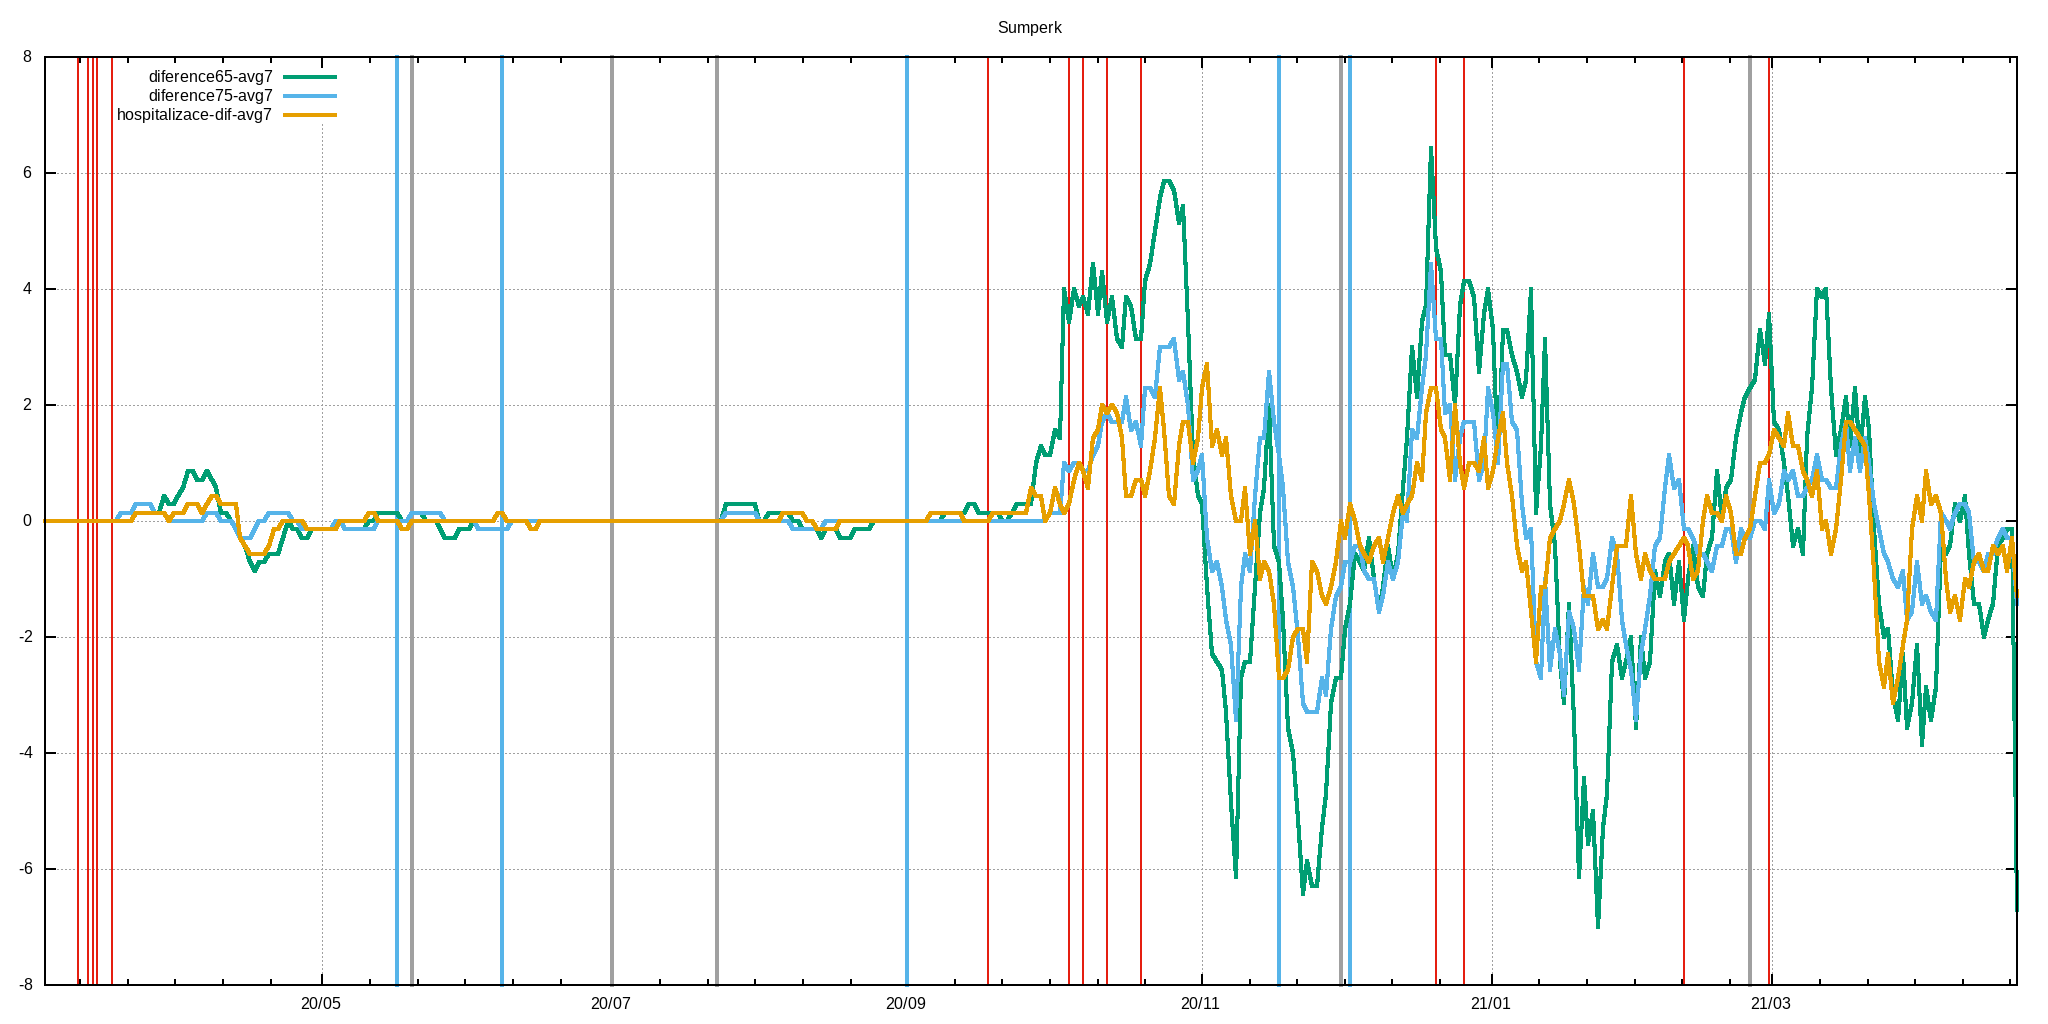 Sumperk
diference65-avg7
diference75-avg7
hospitalizace-dif-avg7
8
6
4
2
0
-2
-4
-6
-8
20/05 20/07 20/09 20/11 21/01 21/03